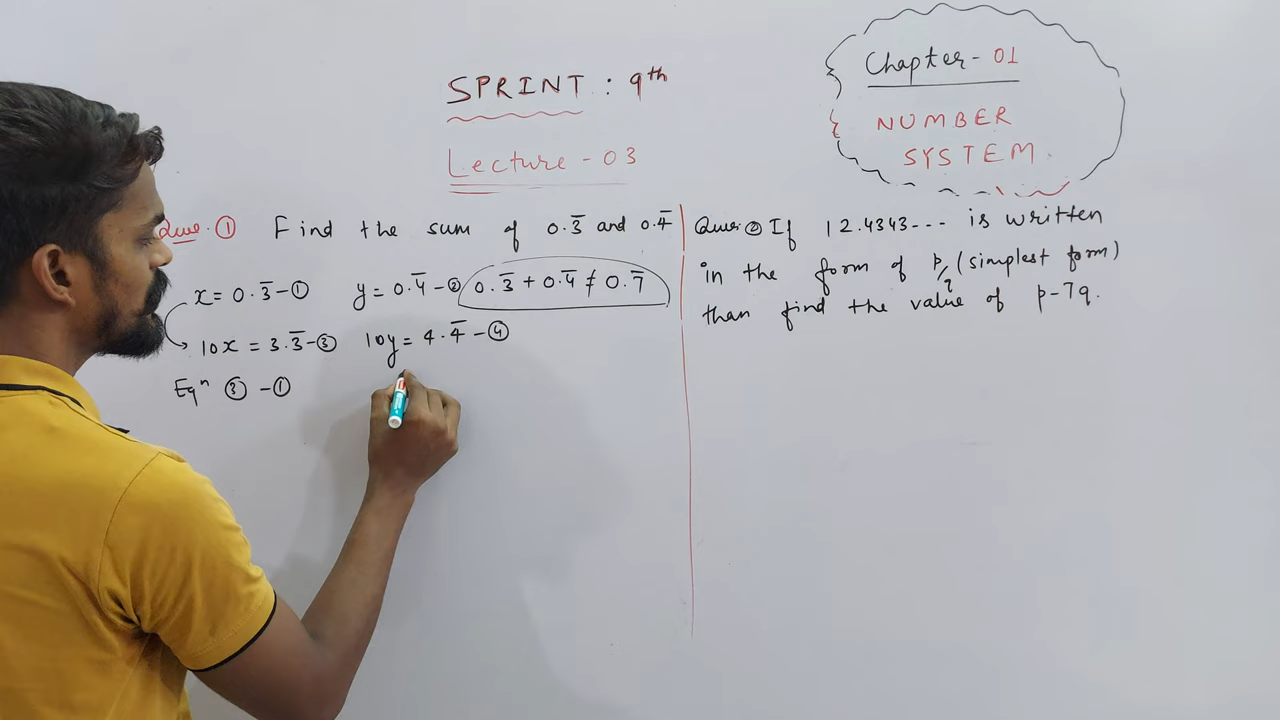 SPRINT : 9th
Lecture - 03
Chapter - 01
NUMBER
SYSTEM
Que. ① Find the sum of 0.3̅ and 0.4̅
x = 0.3̅ - ①
y = 0.4̅ - ②
0.3̅ + 0.4̅ ≠ 0.7̅
10x = 3.3̅ - ③
10y = 4.4̅ - ④
Eqⁿ ③ - ①
Que. ② If 12.4343... is written
in the form of p/q (simplest form)
than find the value of p-7q.